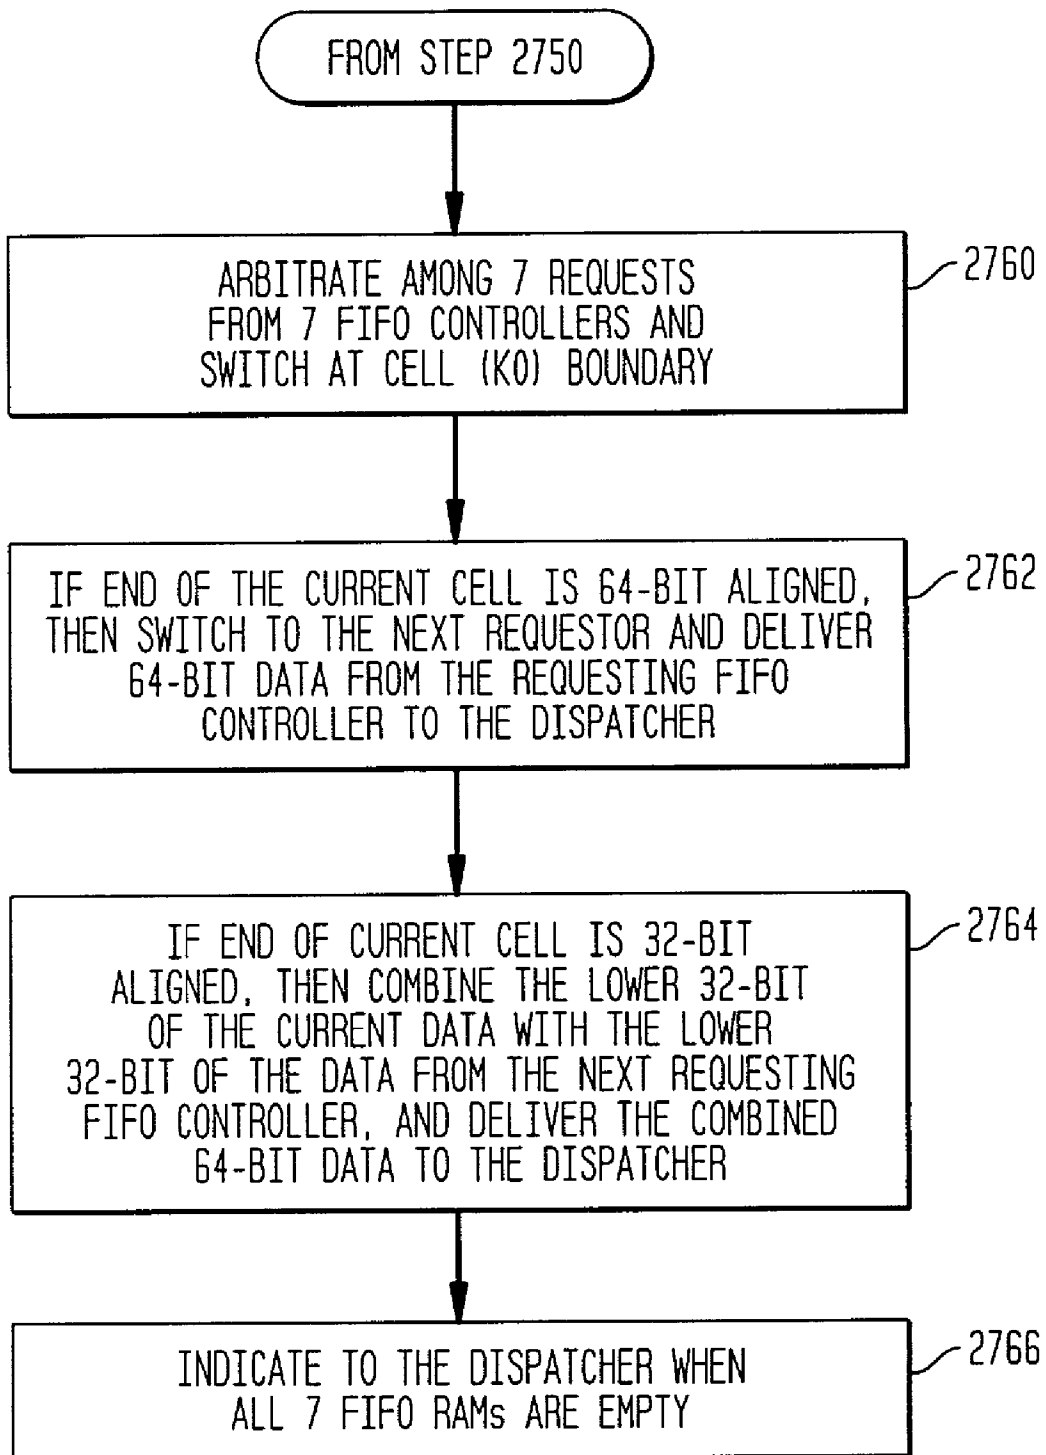 FROM STEP 2750
ARBITRATE AMONG 7 REQUESTS
FROM 7 FIFO CONTROLLERS AND
SWITCH AT CELL (K0) BOUNDARY
2760
IF END OF THE CURRENT CELL IS 64-BIT ALIGNED,
THEN SWITCH TO THE NEXT REQUESTOR AND DELIVER
64-BIT DATA FROM THE REQUESTING FIFO
CONTROLLER TO THE DISPATCHER
2762
IF END OF CURRENT CELL IS 32-BIT
ALIGNED, THEN COMBINE THE LOWER 32-BIT
OF THE CURRENT DATA WITH THE LOWER
32-BIT OF THE DATA FROM THE NEXT REQUESTING
FIFO CONTROLLER, AND DELIVER THE COMBINED
64-BIT DATA TO THE DISPATCHER
2764
INDICATE TO THE DISPATCHER WHEN
ALL 7 FIFO RAMs ARE EMPTY
2766